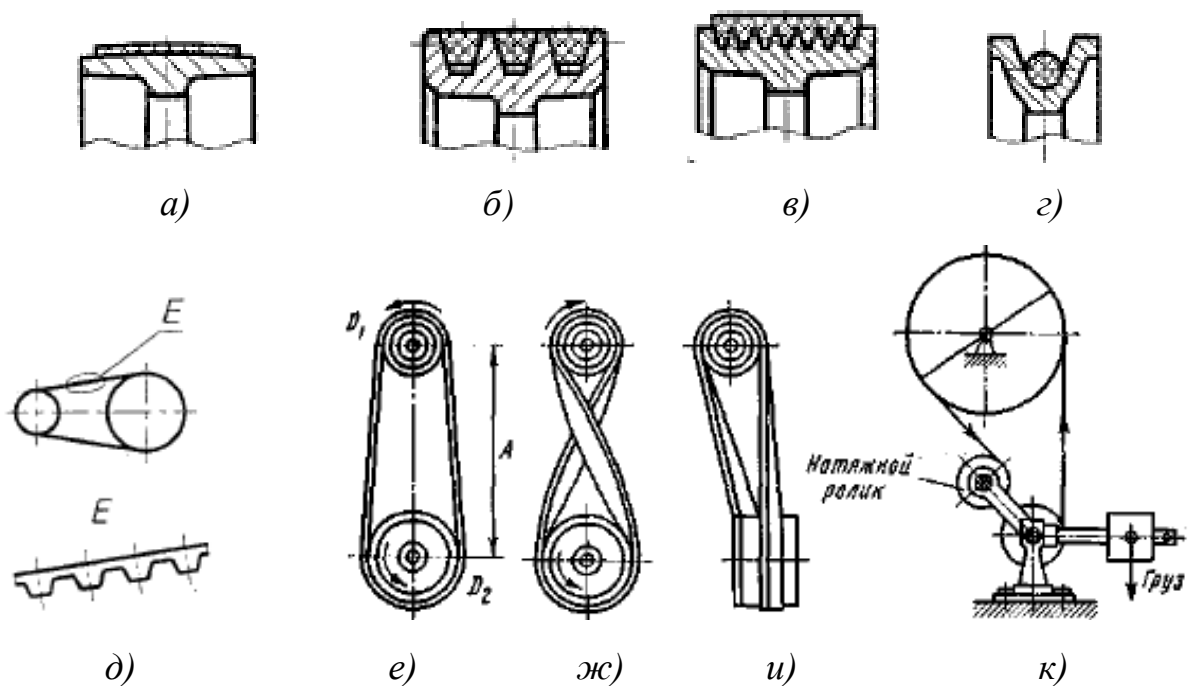 а) б) в) г)
E
E
D₁
A
D₂
Натяжной
ролик
Груз
д) е) ж) и) к)